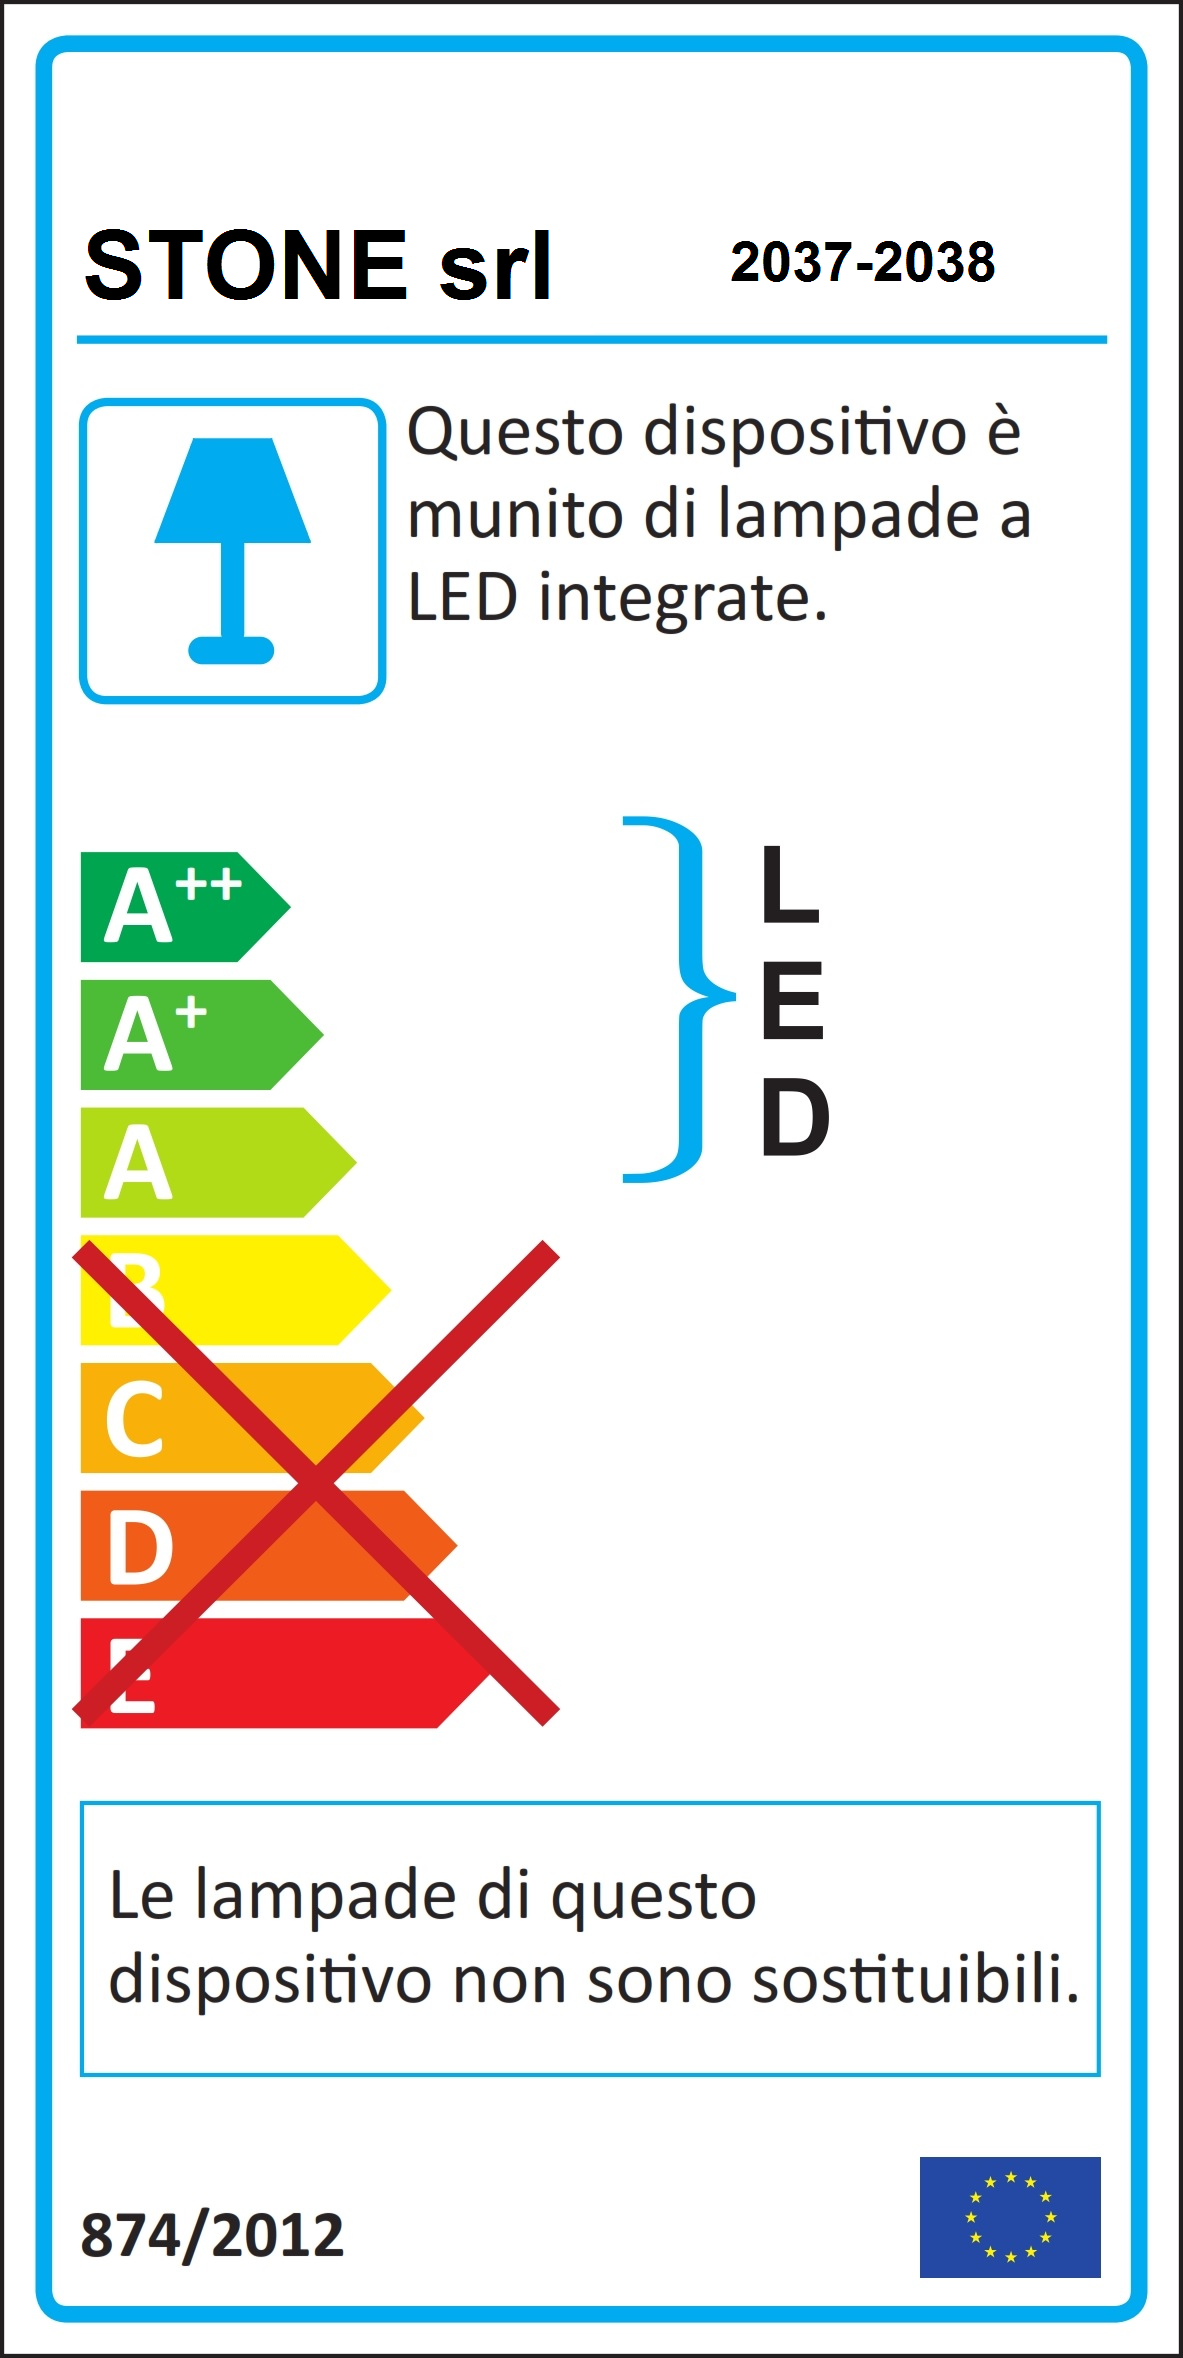 STONE srl 2037-2038
Questo dispositivo è
munito di lampade a
LED integrate.
A++
A+
A
L
E
D
B
C
D
E
Le lampade di questo
dispositivo non sono sostituibili.
874/2012